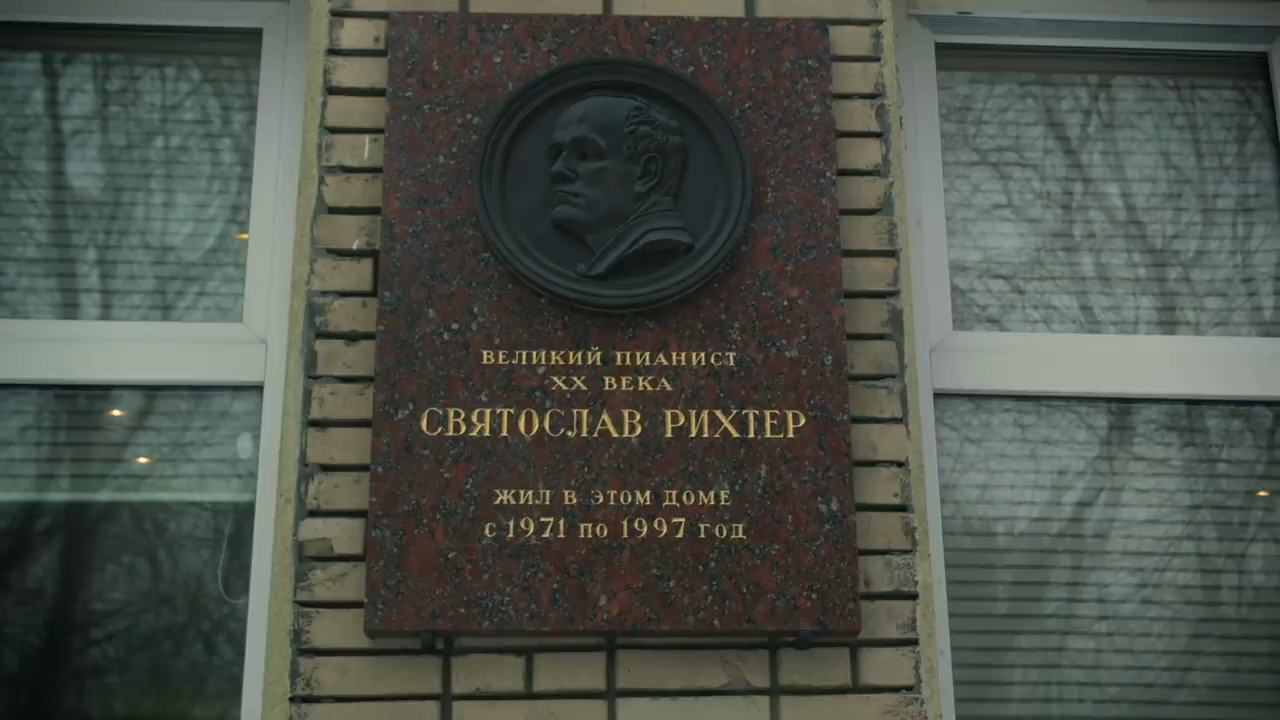 ВЕЛИКИЙ ПИАНИСТ
XX ВЕКА
СВЯТОСЛАВ РИХТЕР
ЖИЛ В ЭТОМ ДОМЕ
С 1971 ПО 1997 ГОД